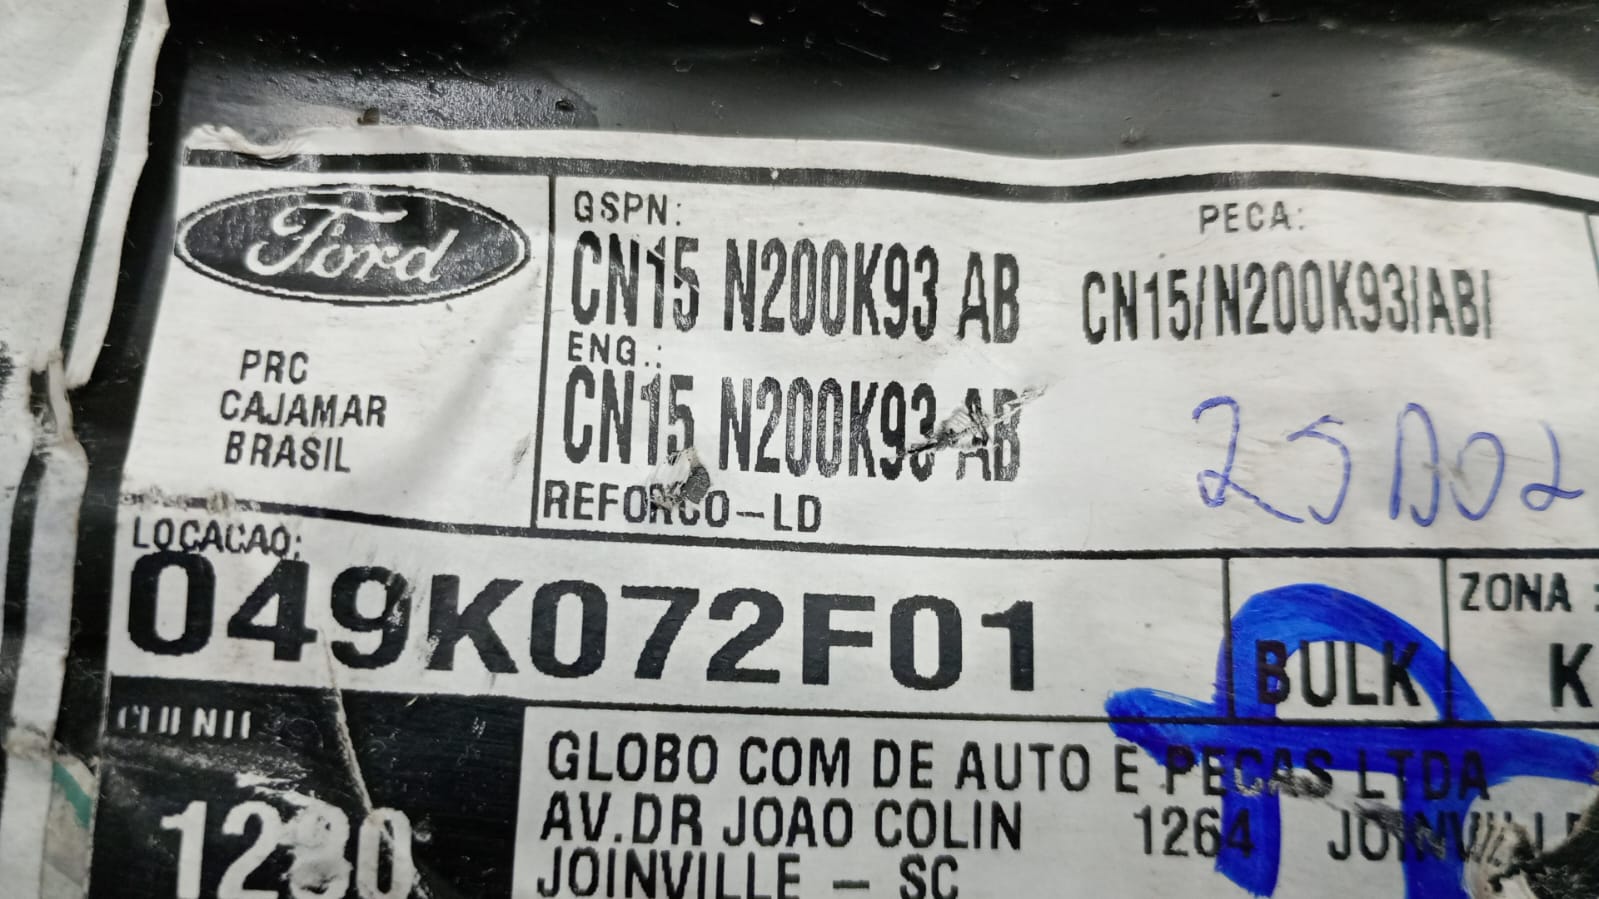 Ford
GSPN:
PECA:
CN15 N200K93 AB
CN15/N200K93/AB/
ENG.:
CN15 N200K93 AB
PRC
CAJAMAR
BRASIL
REFORCO-LD
LOCACAO:
049K072F01
BULK
ZONA :
K
GLOBO COM DE AUTO E PECAS LTDA
AV.DR JOAO COLIN 1264
JOINVILLE - SC